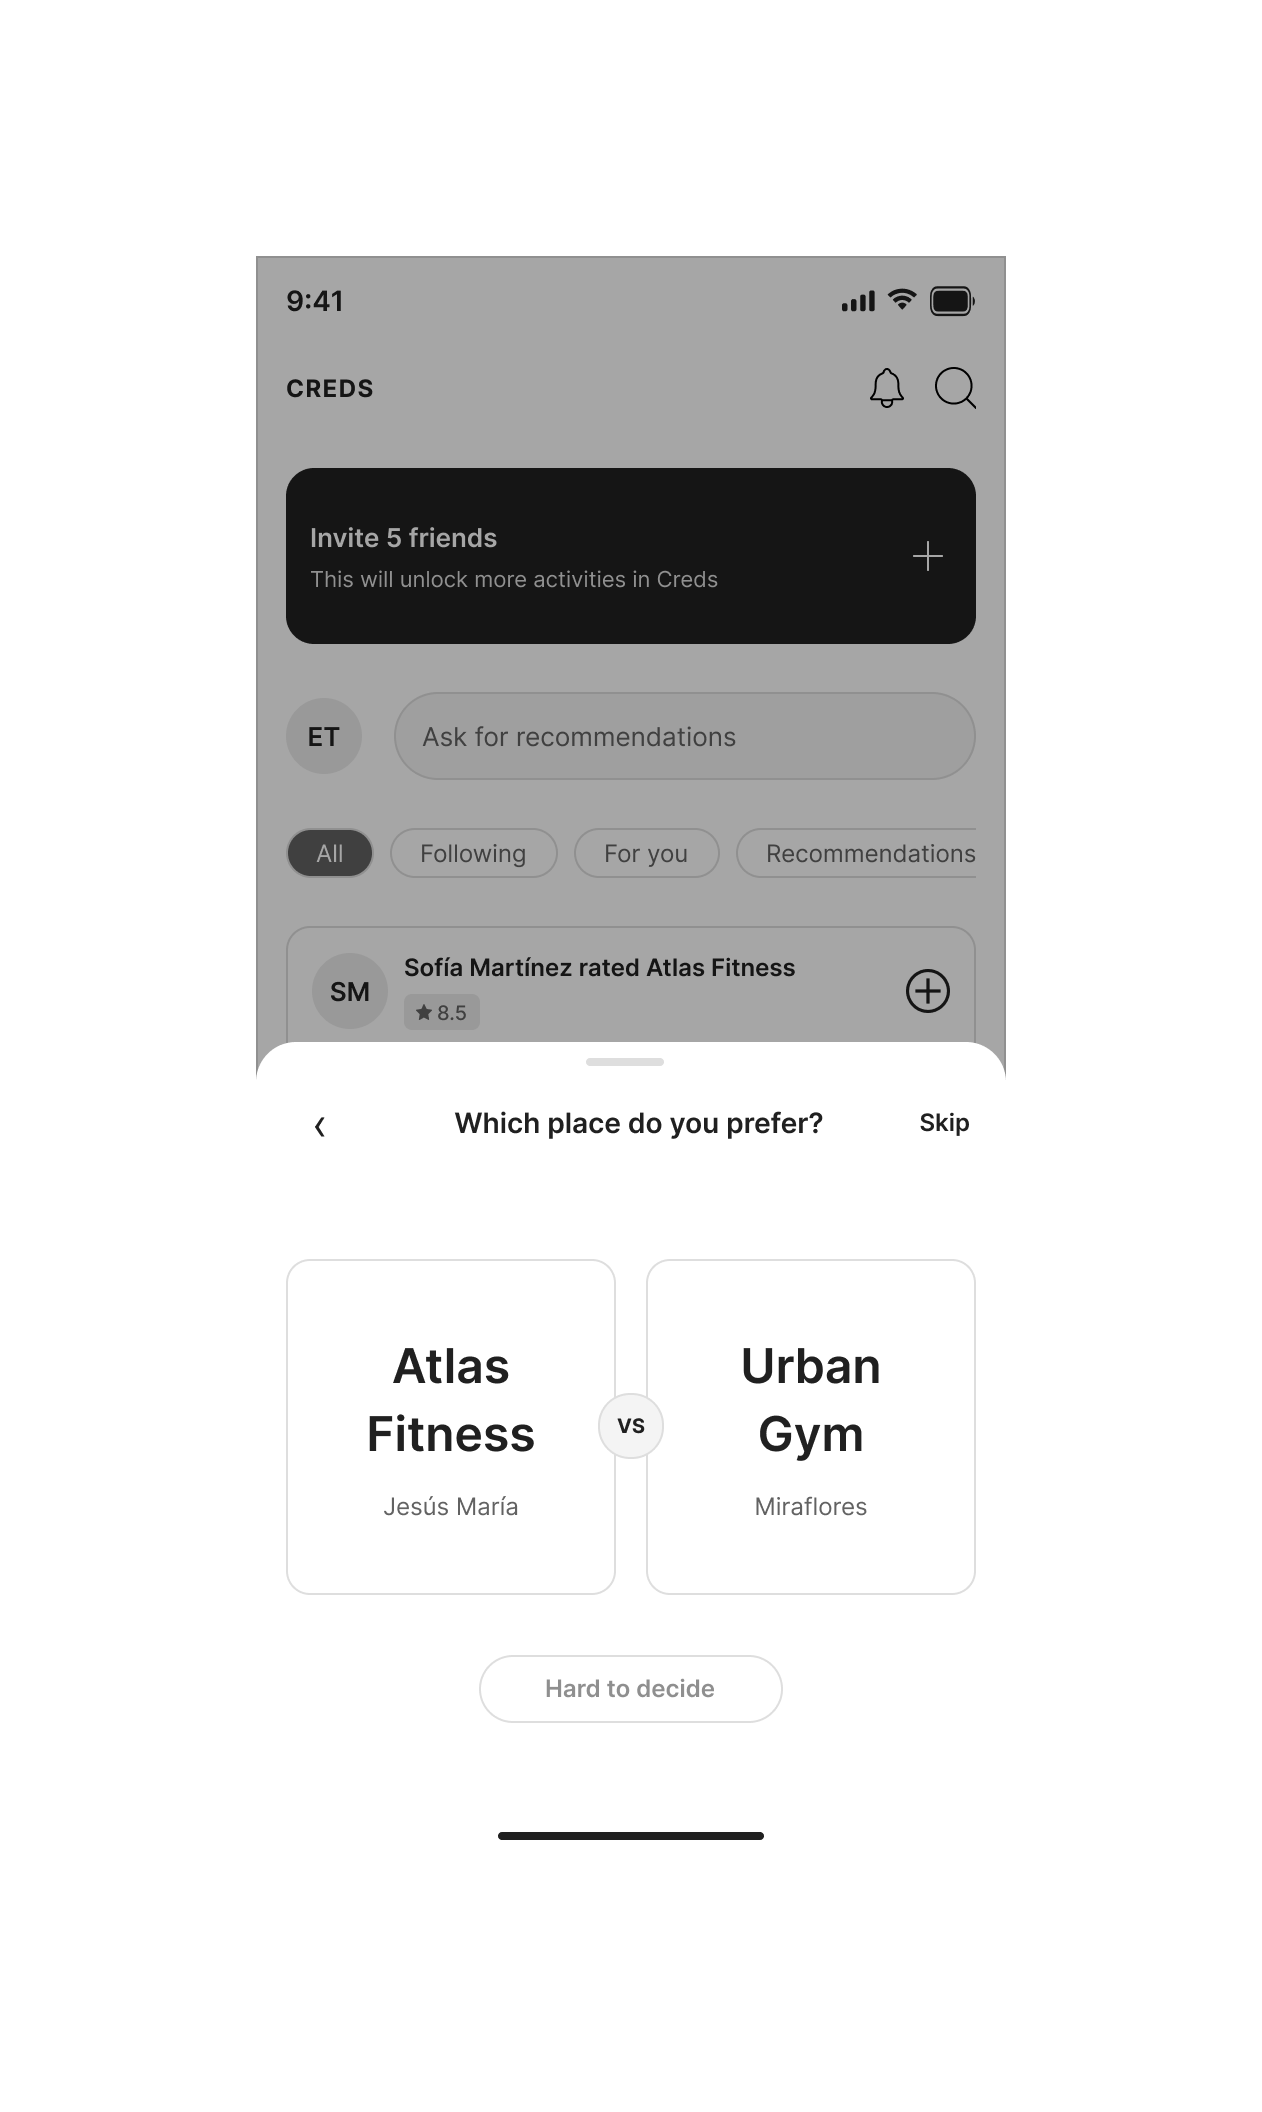 9:41
CREDS
Invite 5 friends
This will unlock more activities in Creds
ET
Ask for recommendations
All
Following
For you
Recommendations
SM
Sofía Martínez rated Atlas Fitness
8.5
Which place do you prefer?
Skip
Atlas
Fitness
Jesús María
VS
Urban
Gym
Miraflores
Hard to decide